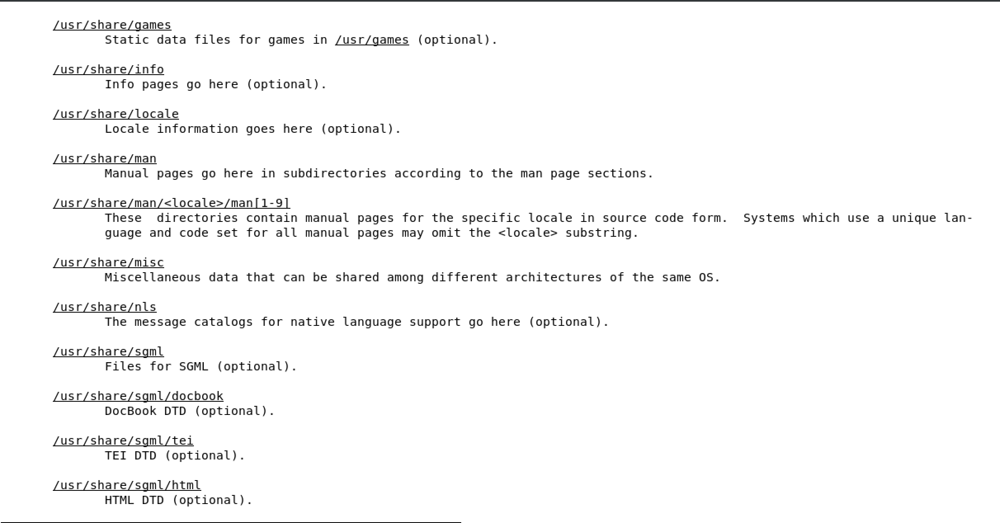 /usr/share/games
Static data files for games in /usr/games (optional).
/usr/share/info
Info pages go here (optional).
/usr/share/locale
Locale information goes here (optional).
/usr/share/man
Manual pages go here in subdirectories according to the man page sections.
/usr/share/man/<locale>/man[1-9]
These  directories contain manual pages for the specific locale in source code form.  Systems which use a unique lan-
guage and code set for all manual pages may omit the <locale> substring.
/usr/share/misc
Miscellaneous data that can be shared among different architectures of the same OS.
/usr/share/nls
The message catalogs for native language support go here (optional).
/usr/share/sgml
Files for SGML (optional).
/usr/share/sgml/docbook
DocBook DTD (optional).
/usr/share/sgml/tei
TEI DTD (optional).
/usr/share/sgml/html
HTML DTD (optional).